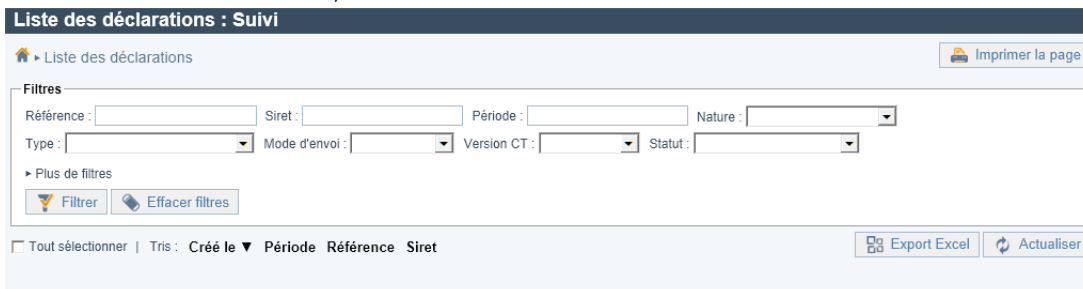 Liste des déclarations : Suivi
▸ Liste des déclarations Imprimer la page
Filtres
Référence : Siret : Période : Nature :
Type : Mode d'envoi : Version CT : Statut :
▸ Plus de filtres
Filtrer Effacer filtres
Tout sélectionner | Tris : Créé le ▼ Période Référence Siret Export Excel Actualiser